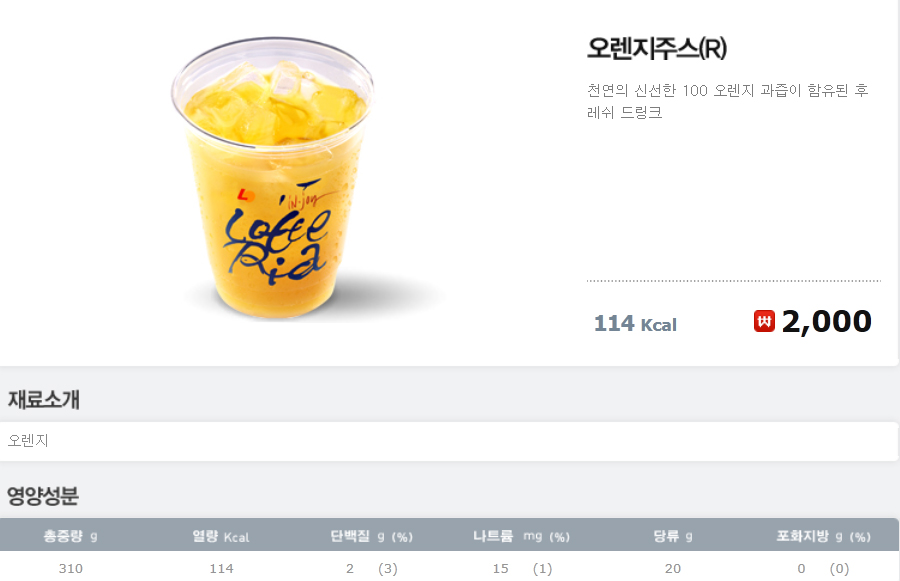 오렌지주스(R)
천연의 신선한 100 오렌지 과즙이 함유된 후
레쉬 드링크
L
IN-joy
Loffe
Ria
114 Kcal
2,000
재료소개
오렌지
영양성분
총중량 g 열량 Kcal 단백질 g (%) 나트륨 mg (%) 당류 g 포화지방 g (%)
310 114 2 (3) 15 (1) 20 0 (0)